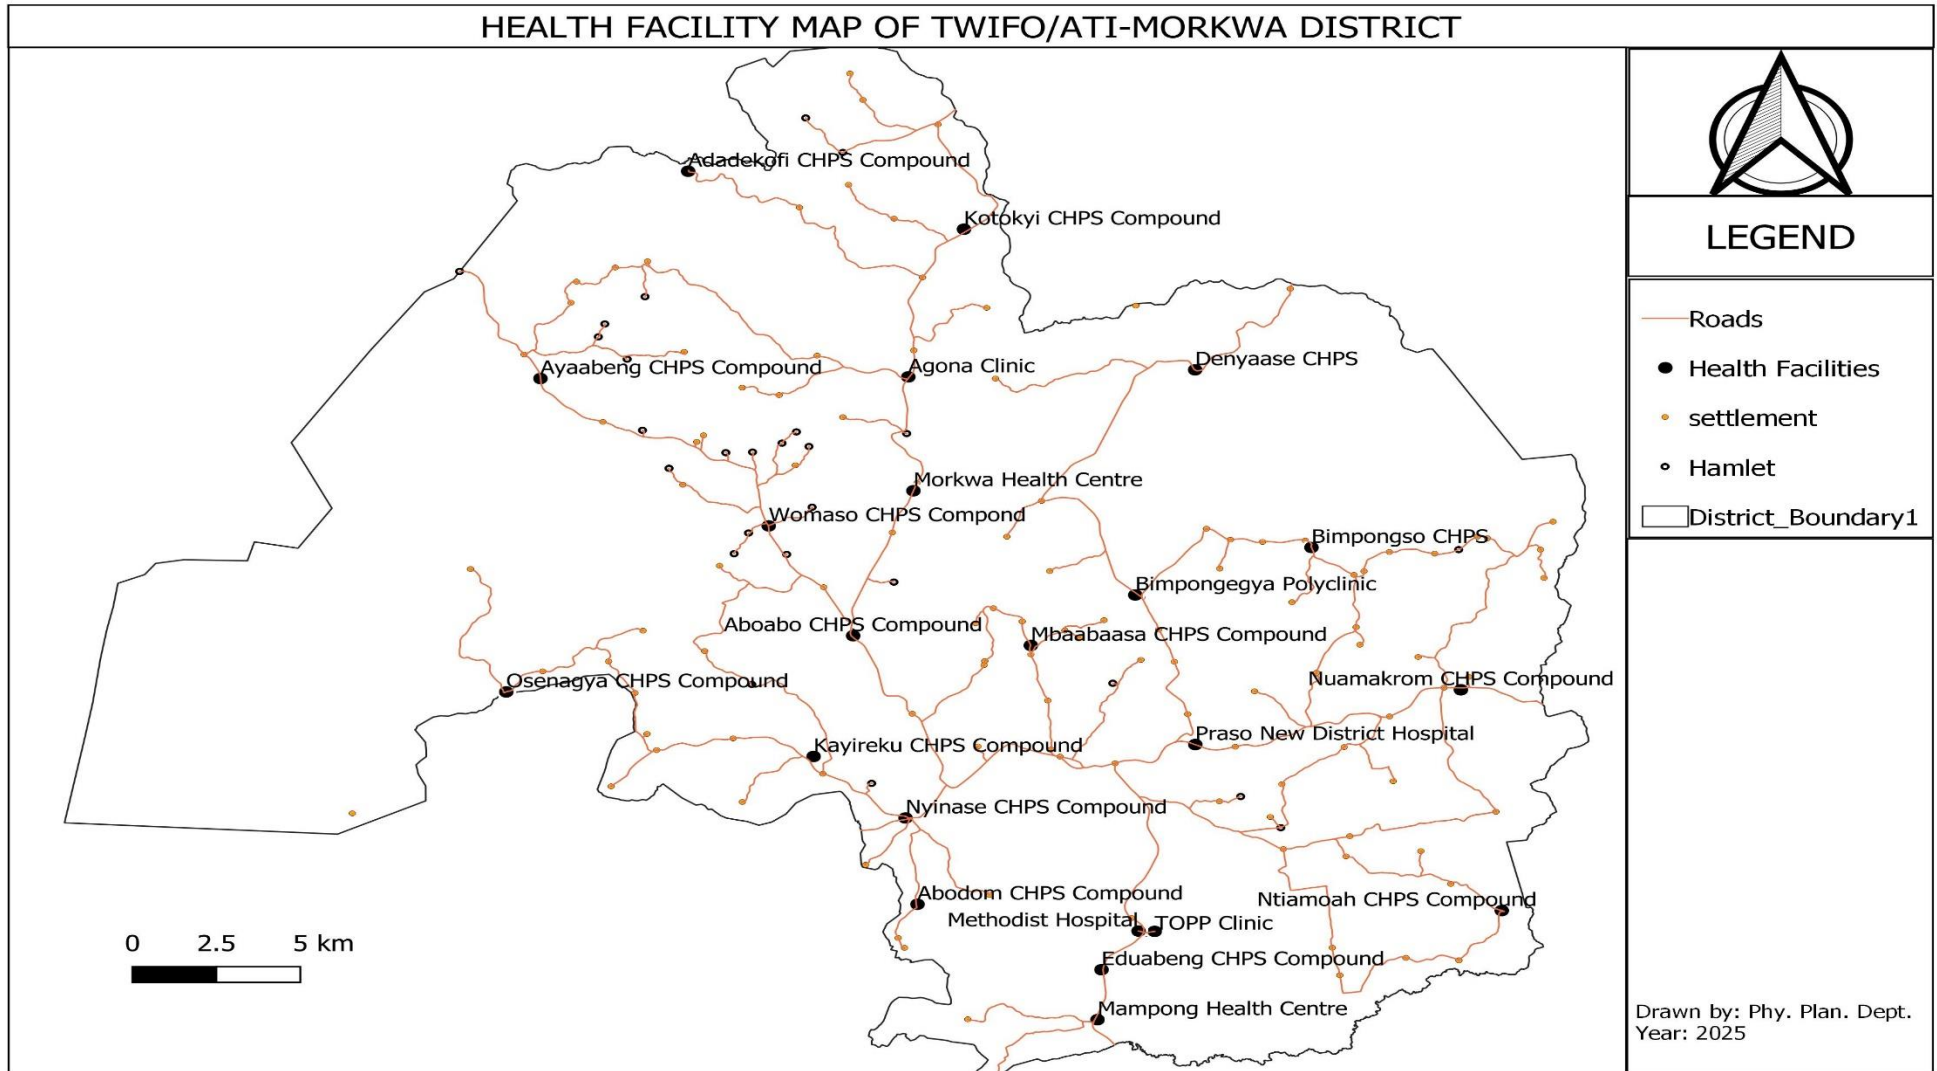 HEALTH FACILITY MAP OF TWIFO/ATI-MORKWA DISTRICT
Adadekofi CHPS Compound
Kotokyi CHPS Compound
Ayaabeng CHPS Compound
Agona Clinic
Denyaase CHPS
Morkwa Health Centre
Womaso CHPS Compond
Bimpongso CHPS
Bimpongegya Polyclinic
Aboabo CHPS Compound
Mbaabaasa CHPS Compound
Osenagya CHPS Compound
Nuamakrom CHPS Compound
Kayireku CHPS Compound
Praso New District Hospital
Nyinase CHPS Compound
Abodom CHPS Compound
Ntiamoah CHPS Compound
Methodist Hospital
TOPP Clinic
Eduabeng CHPS Compound
Mampong Health Centre
0 2.5 5 km
LEGEND
Roads
Health Facilities
settlement
Hamlet
District_Boundary1
Drawn by: Phy. Plan. Dept.
Year: 2025